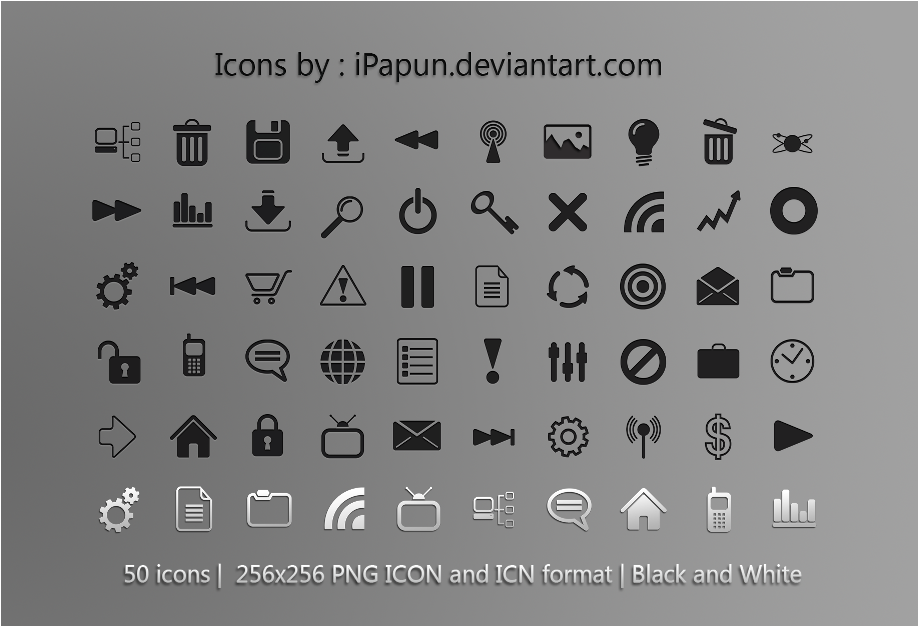 Icons by : iPapun.deviantart.com
$
50 icons | 256x256 PNG ICON and ICN format | Black and White